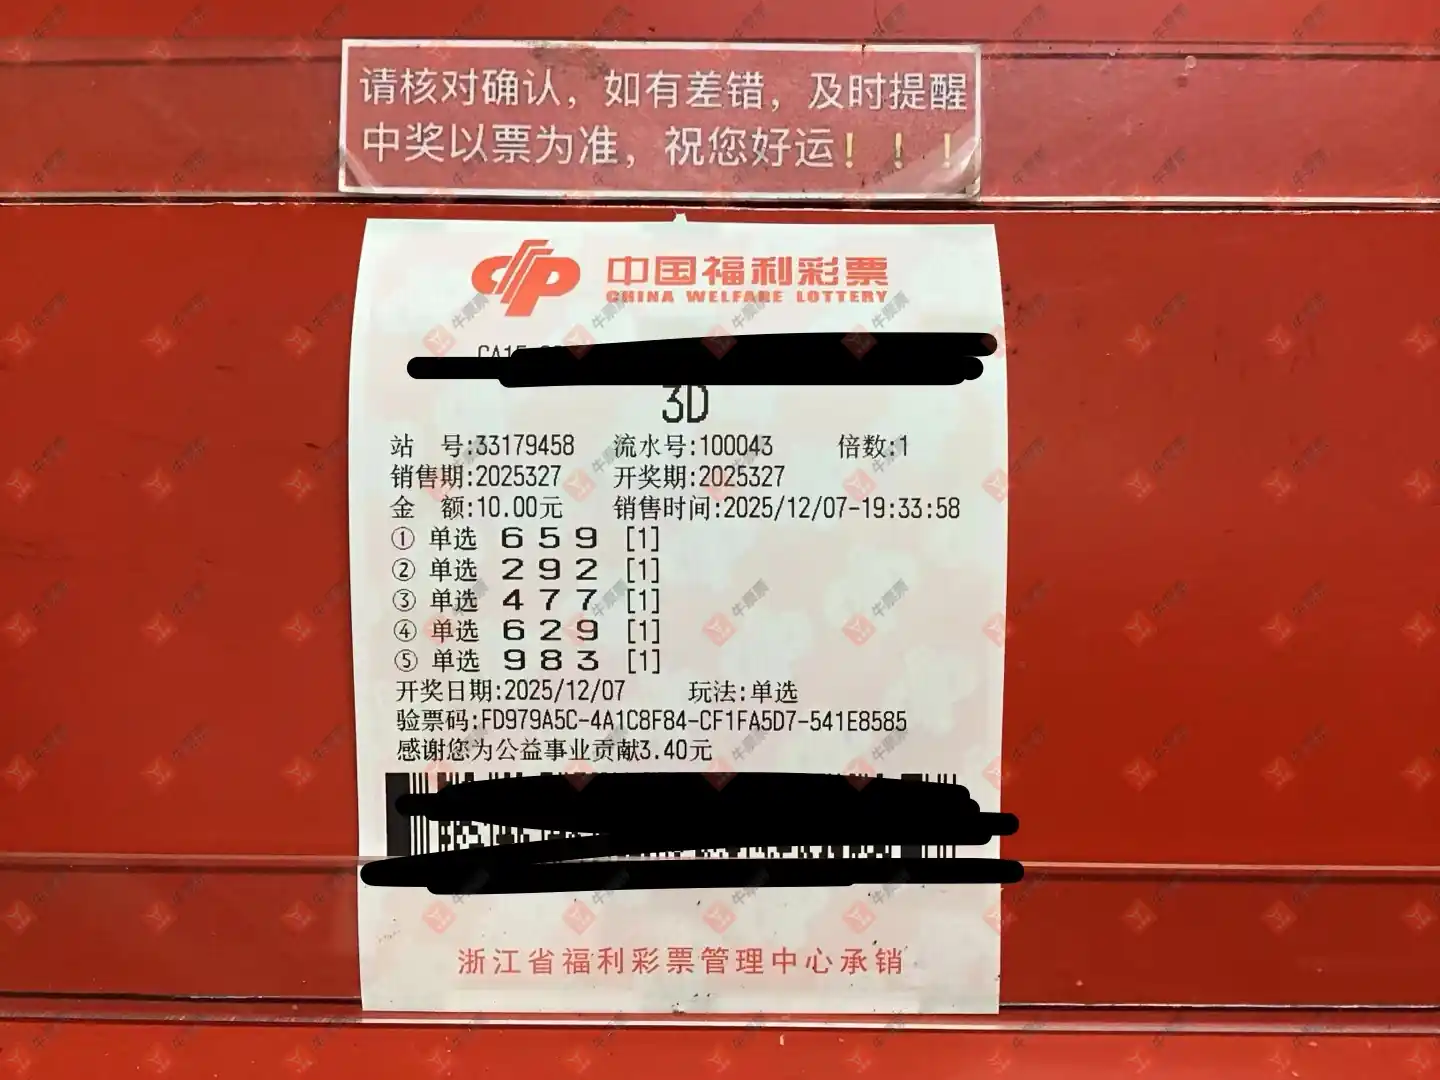 请核对确认，如有差错，及时提醒
中奖以票为准，祝您好运！！！
中国福利彩票
CHINA WELFARE LOTTERY
3D
站 号:33179458 流水号:100043 倍数:1
销售期:2025327 开奖期:2025327
金 额:10.00元 销售时间:2025/12/07-19:33:58
① 单选 6 5 9 [1]
② 单选 2 9 2 [1]
③ 单选 4 7 7 [1]
④ 单选 6 2 9 [1]
⑤ 单选 9 8 3 [1]
开奖日期:2025/12/07 玩法:单选
验票码:FD979A5C-4A1C8F84-CF1FA5D7-541E8585
感谢您为公益事业贡献3.40元
浙江省福利彩票管理中心承销